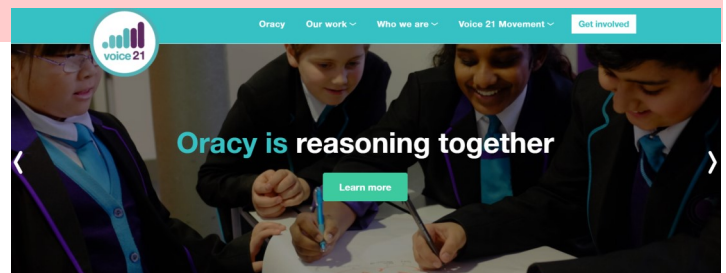 Oracy Our work Who we are Voice 21 Movement Get involved
voice 21
Oracy is reasoning together
Learn more